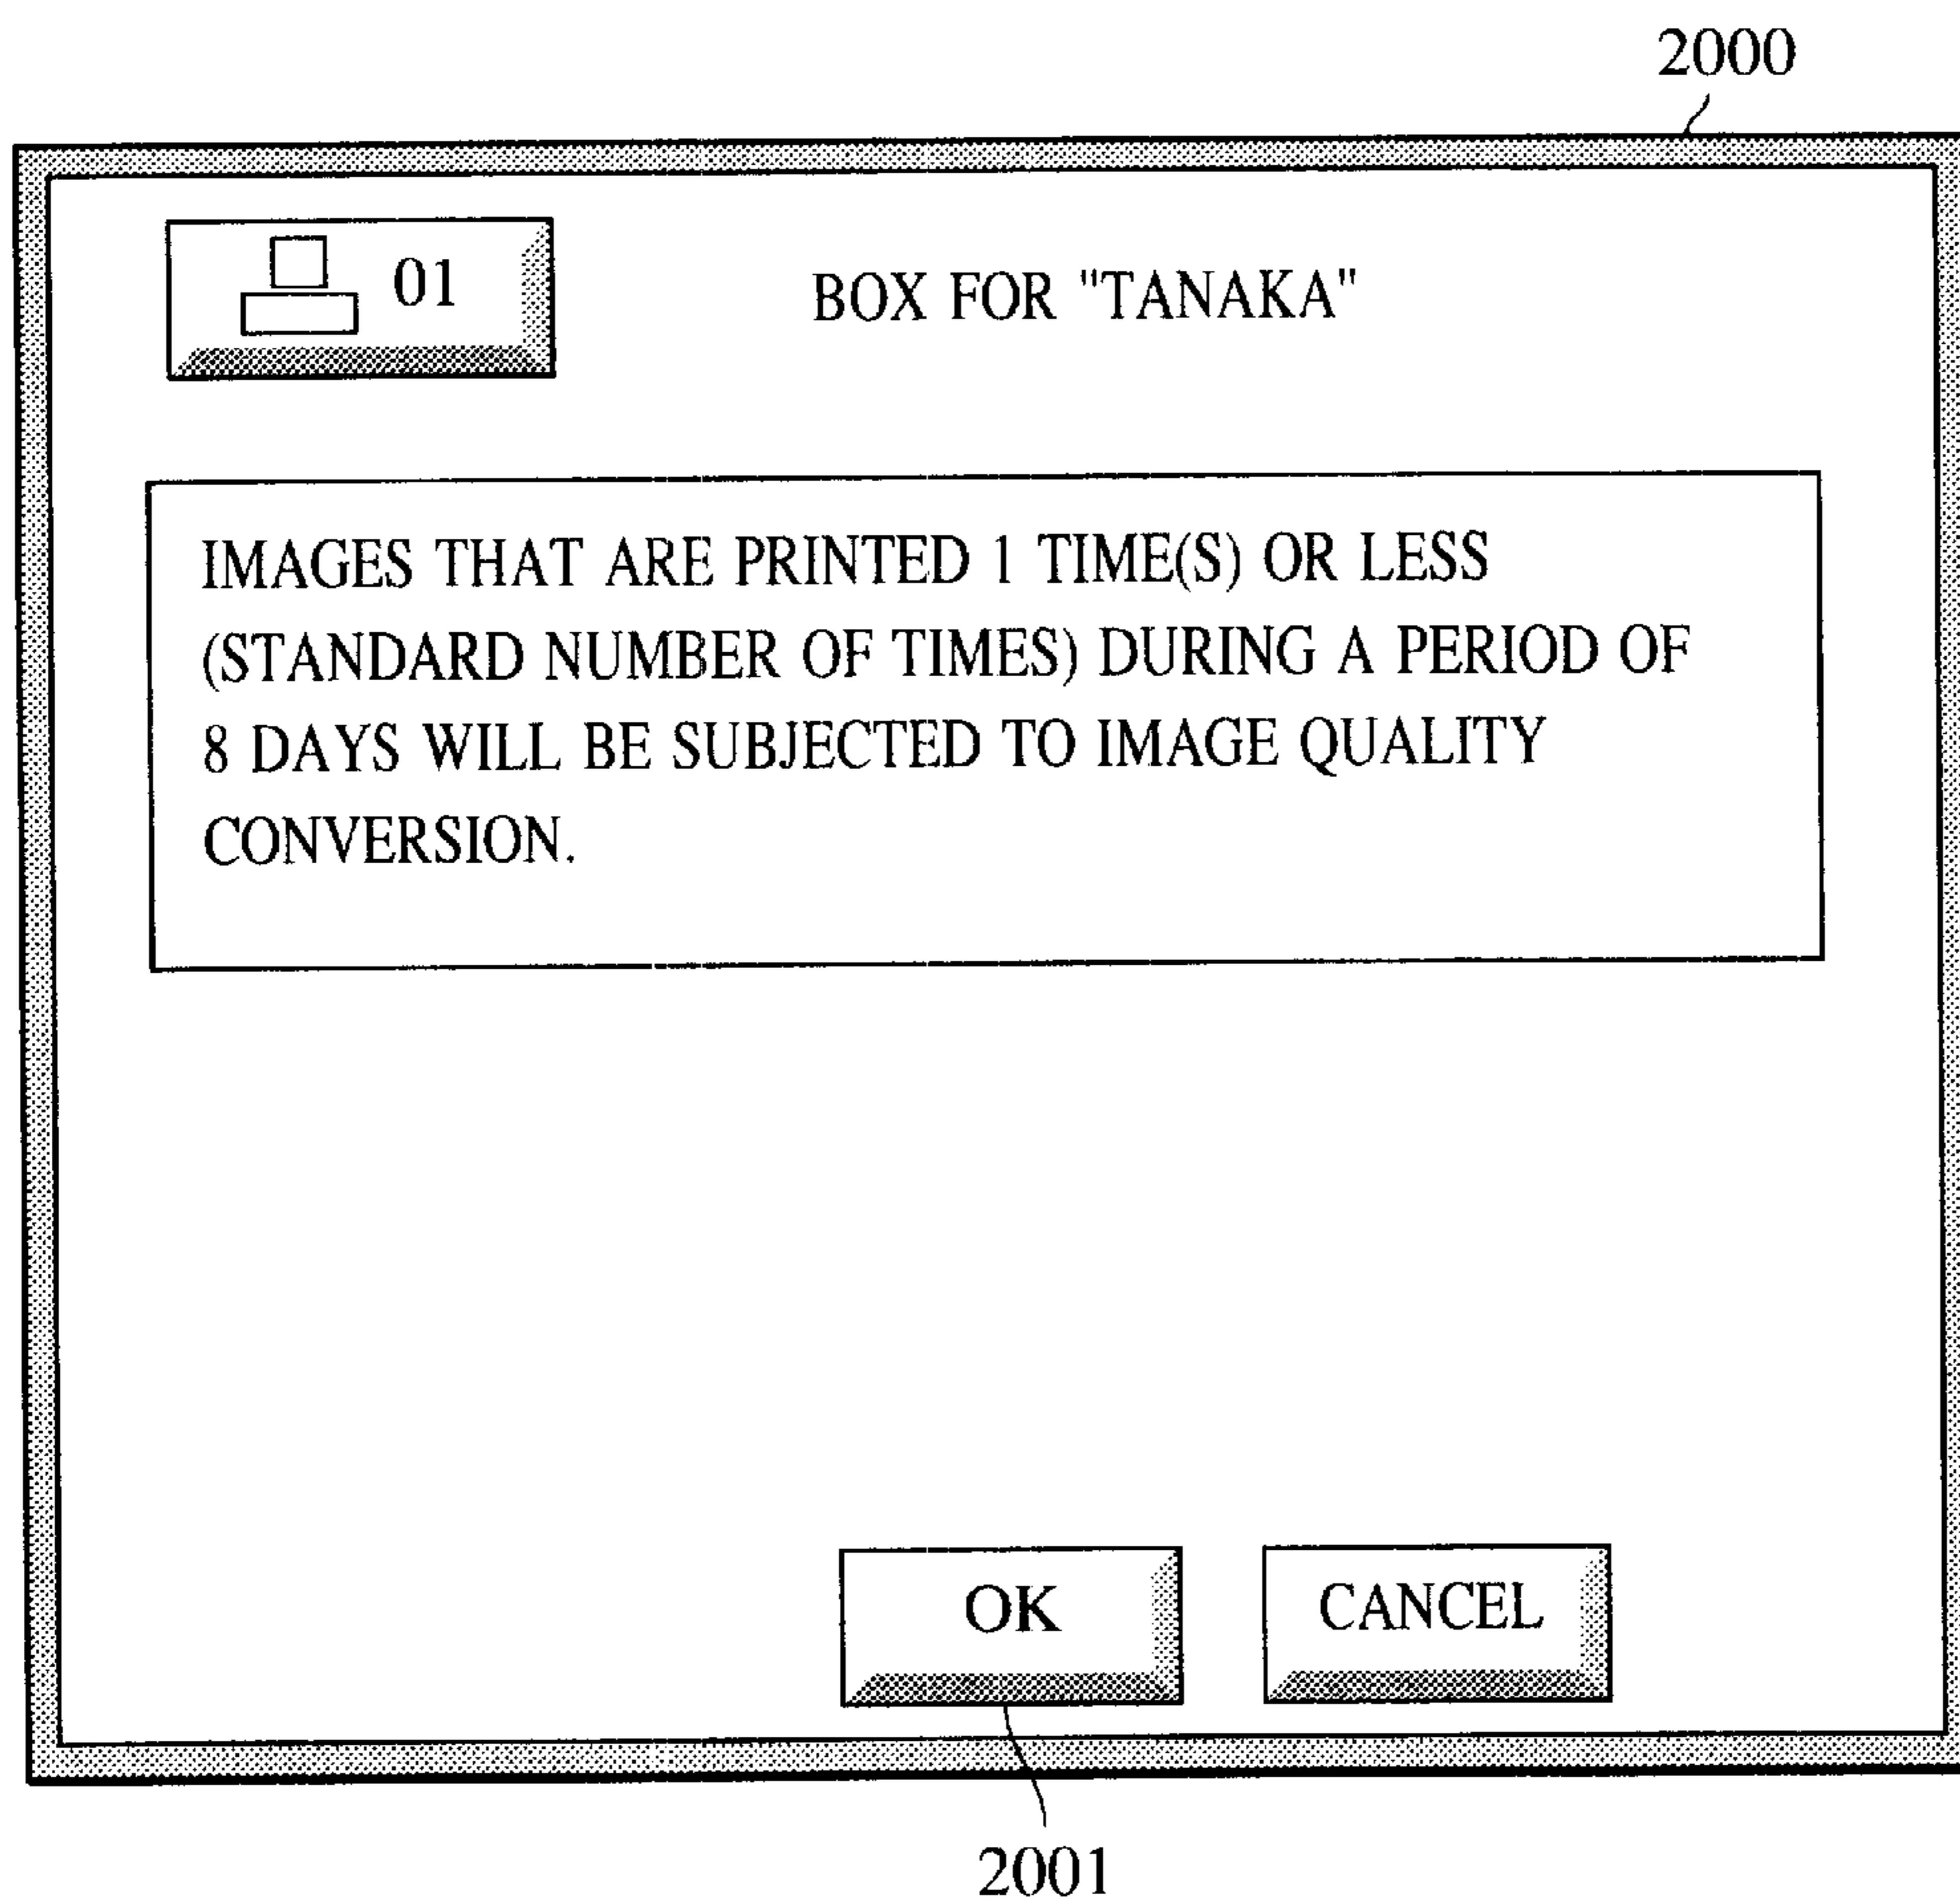 2000
01
BOX FOR "TANAKA"
IMAGES THAT ARE PRINTED 1 TIME(S) OR LESS
(STANDARD NUMBER OF TIMES) DURING A PERIOD OF
8 DAYS WILL BE SUBJECTED TO IMAGE QUALITY
CONVERSION.
OK
CANCEL
2001